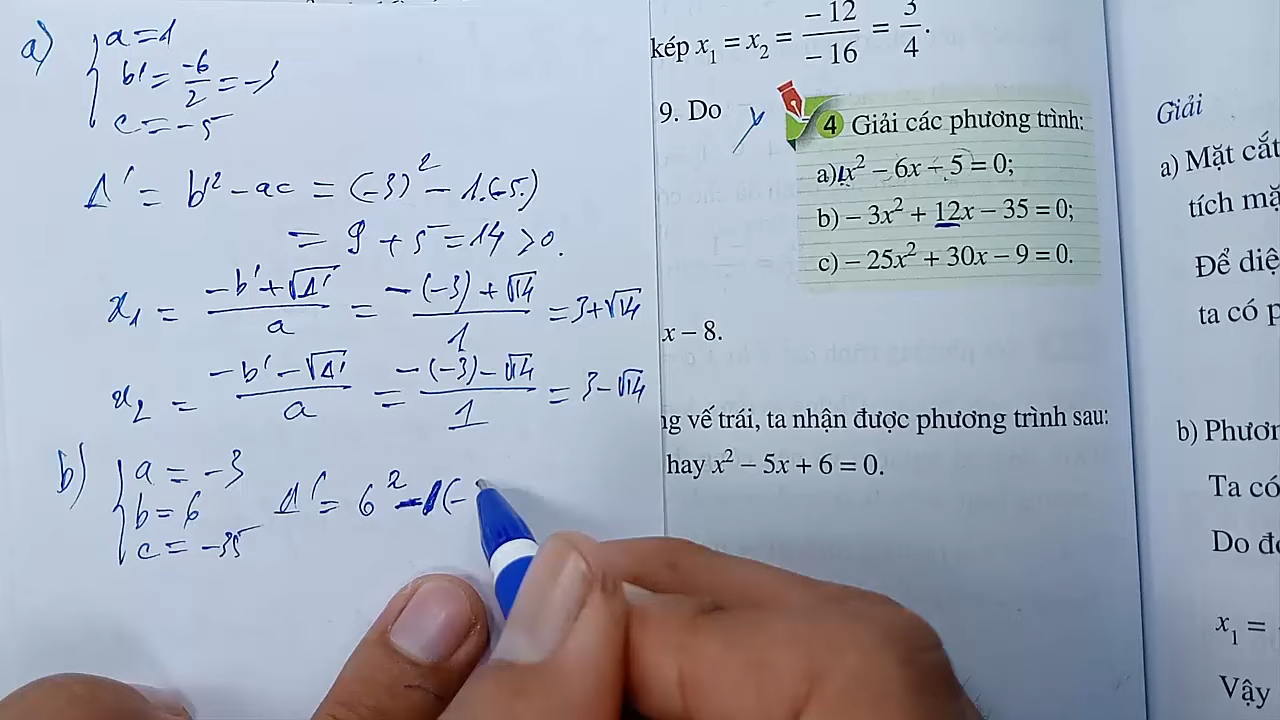 a) a = 1
b' = -6/2 = -3
c = -5
Δ' = b'² - ac = (-3)² - 1.(-5)
= 9 + 5 = 14 > 0.
x₁ = (-b' + √Δ')/a = (-(-3) + √14)/1 = 3 + √14
x₂ = (-b' - √Δ')/a = (-(-3) - √14)/1 = 3 - √14
b) a = -3
b = 6
c = -35
Δ' = 6² - (-
kép x₁ = x₂ = -12/-16 = 3/4.
9. Do
4 Giải các phương trình:
a) 1x² - 6x - 5 = 0;
b) - 3x² + 12x - 35 = 0;
c) - 25x² + 30x - 9 = 0.
x - 8.
ng vế trái, ta nhận được phương trình sau:
hay x² - 5x + 6 = 0.
Giải
a) Mặt cắt
tích mặ
Để diệ
ta có p
b) Phươn
Ta có
Do đó
x₁ =
Vậy